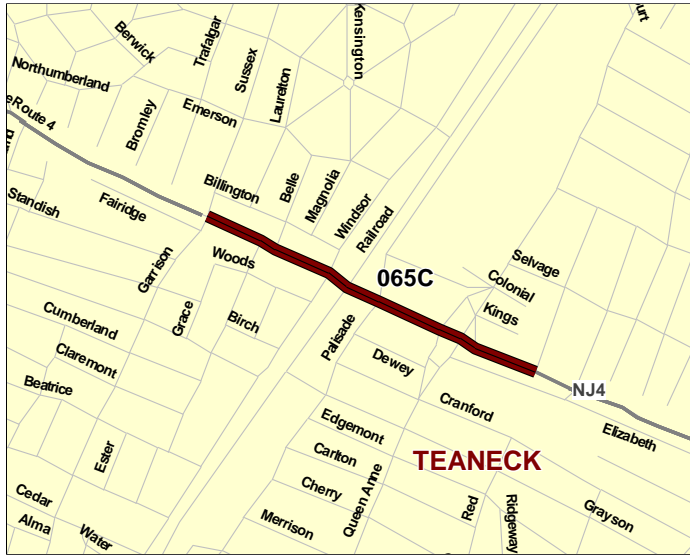 Berwick
Trafalgar
Sussex
Laurelton
Kensington
Northumberland
Bromley
Emerson
Route 4
Billington
Belle
Magnolia
Windsor
Railroad
Standish
Fairidge
Garrison
Woods
065C
Selvage
Colonial
Kings
Cumberland
Grace
Birch
Claremont
Palisade
Dewey
Beatrice
NJ4
Cranford
Elizabeth
Edgemont
Ester
Carlton
TEANECK
Cherry
Queen Anne
Cedar
Alma
Water
Merrison
Red
Ridgeway
Grayson